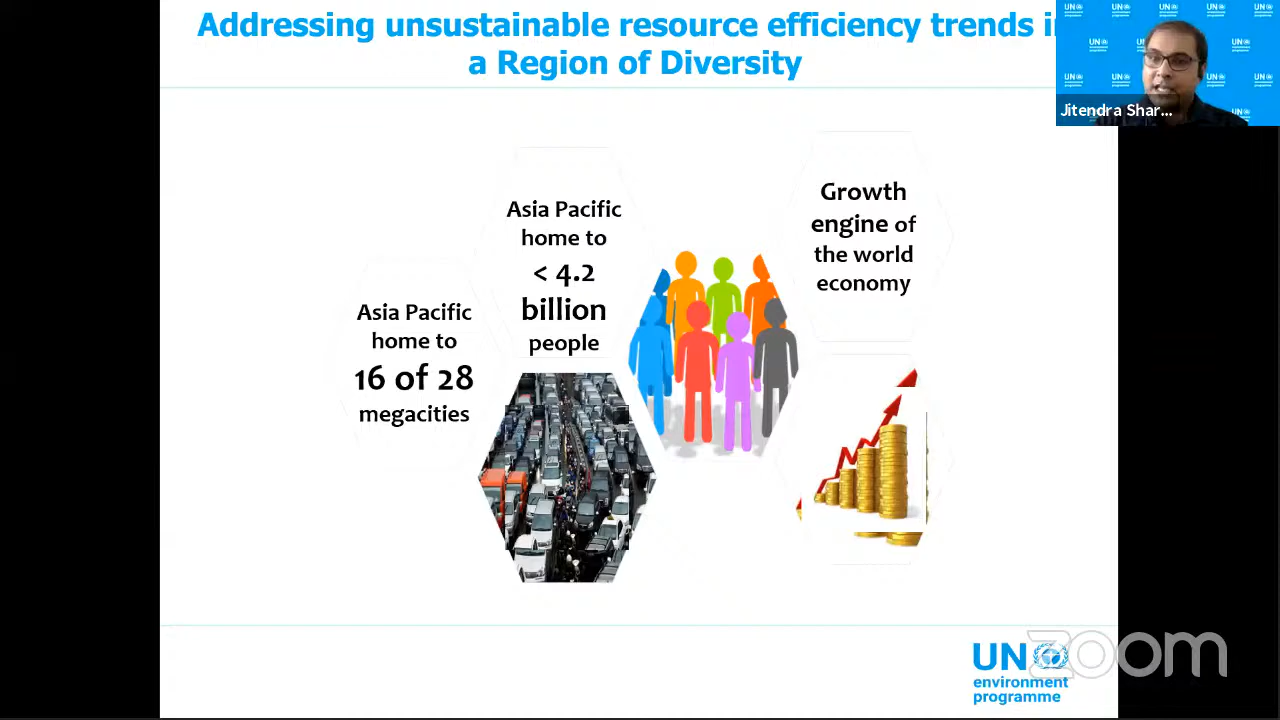 Addressing unsustainable resource efficiency trends in
a Region of Diversity
Jitendra Shar...
Asia Pacific
home to
16 of 28
megacities
Asia Pacific
home to
< 4.2
billion
people
Growth
engine of
the world
economy
UN
environment
programme
zoom